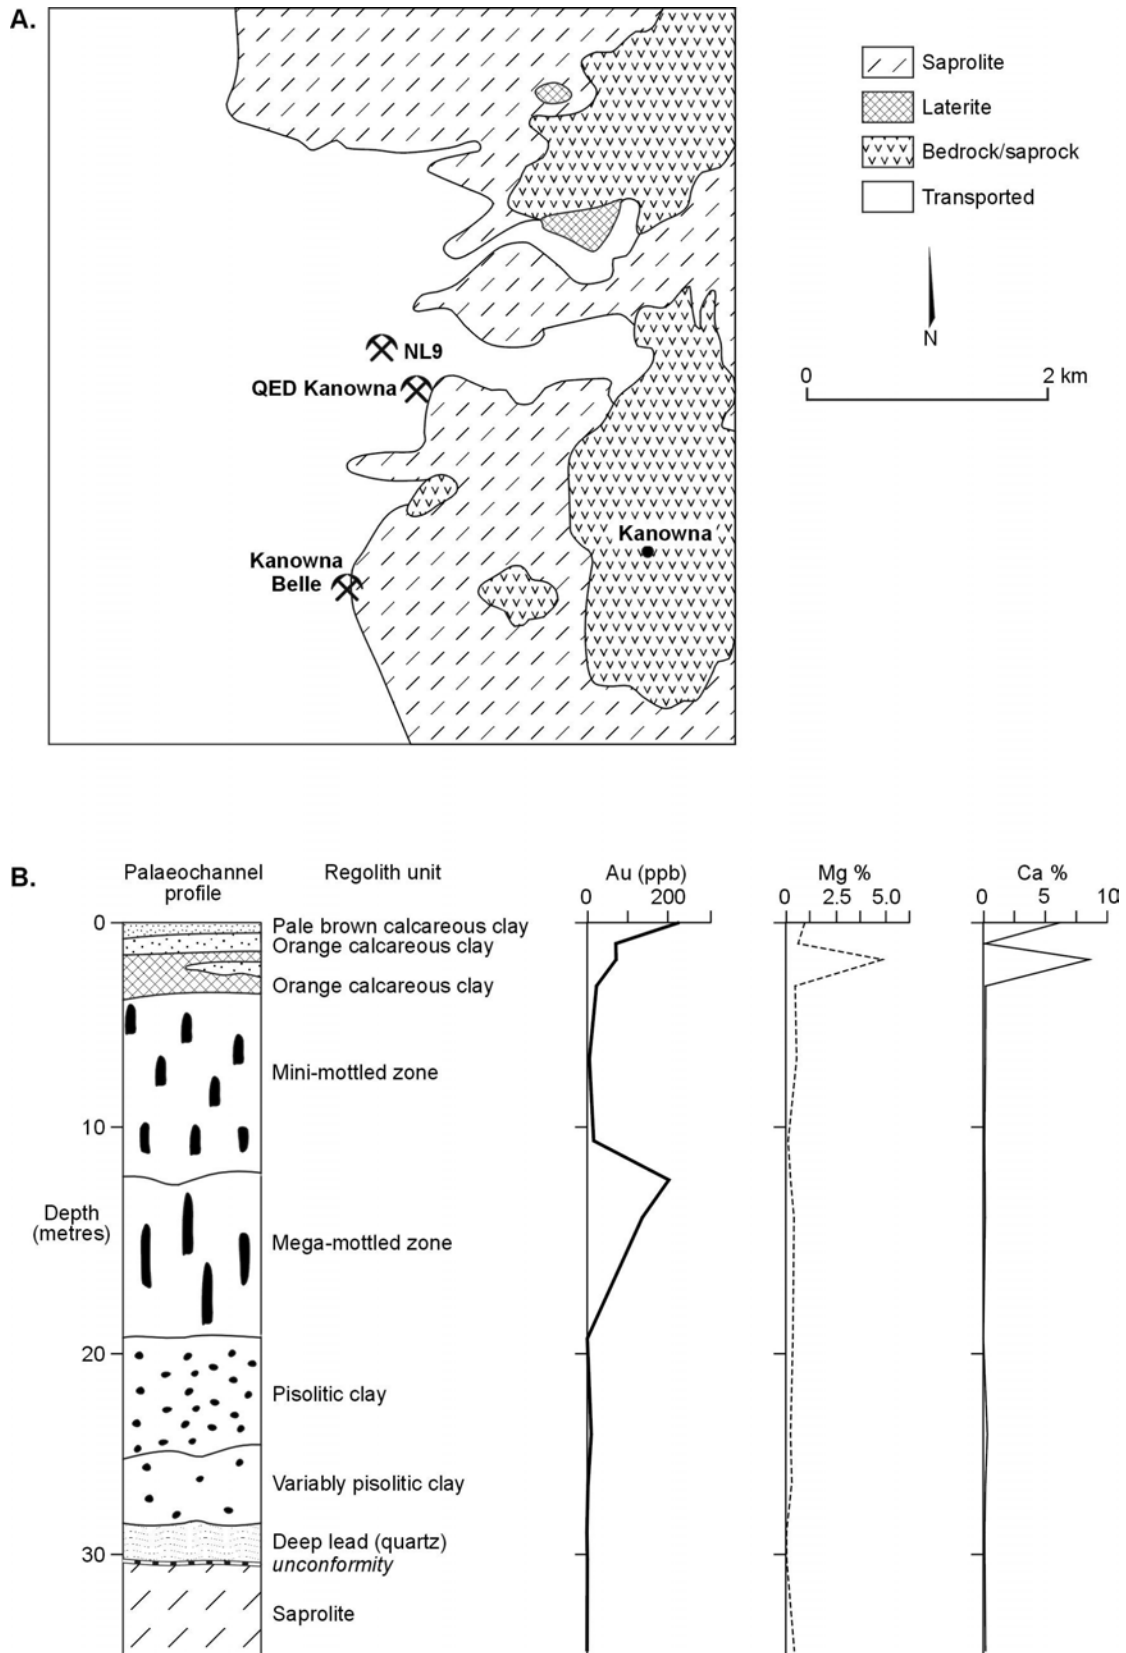 A.
Saprolite
Laterite
Bedrock/saprock
Transported
N
0 2 km
NL9
QED Kanowna
Kanowna
Kanowna
Belle
B.
Palaeochannel
profile
Regolith unit
Au (ppb)
0 200
Mg %
0 2.5 5.0
Ca %
0 5 10
0
10
Depth
(metres)
20
30
Pale brown calcareous clay
Orange calcareous clay
Orange calcareous clay
Mini-mottled zone
Mega-mottled zone
Pisolitic clay
Variably pisolitic clay
Deep lead (quartz)
unconformity
Saprolite